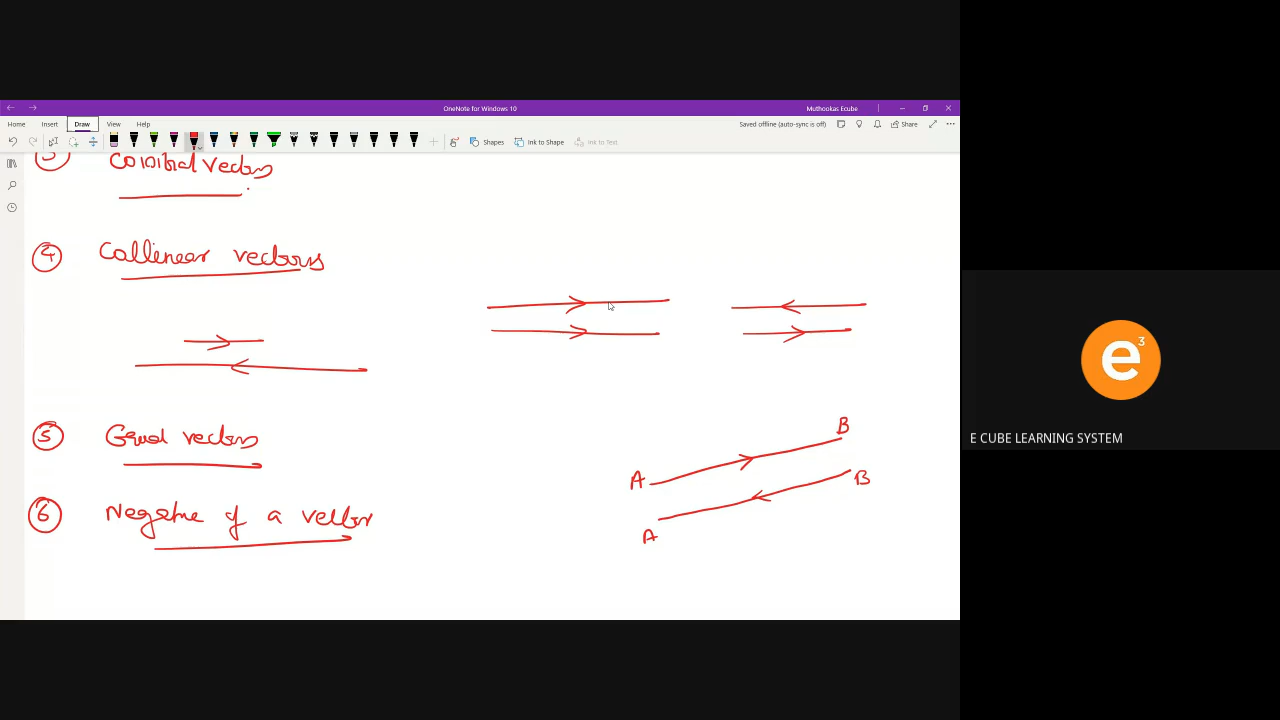 OneNote for Windows 10
Muthookas Ecube
Home Insert Draw View Help
Saved offline (auto-sync is off)
Share
Shapes
Ink to Shape
Ink to Text
3 Coinitial vectors
4 Collinear vectors
5 Equal vectors
6 Negative of a vector
A B
A B
e3
E CUBE LEARNING SYSTEM